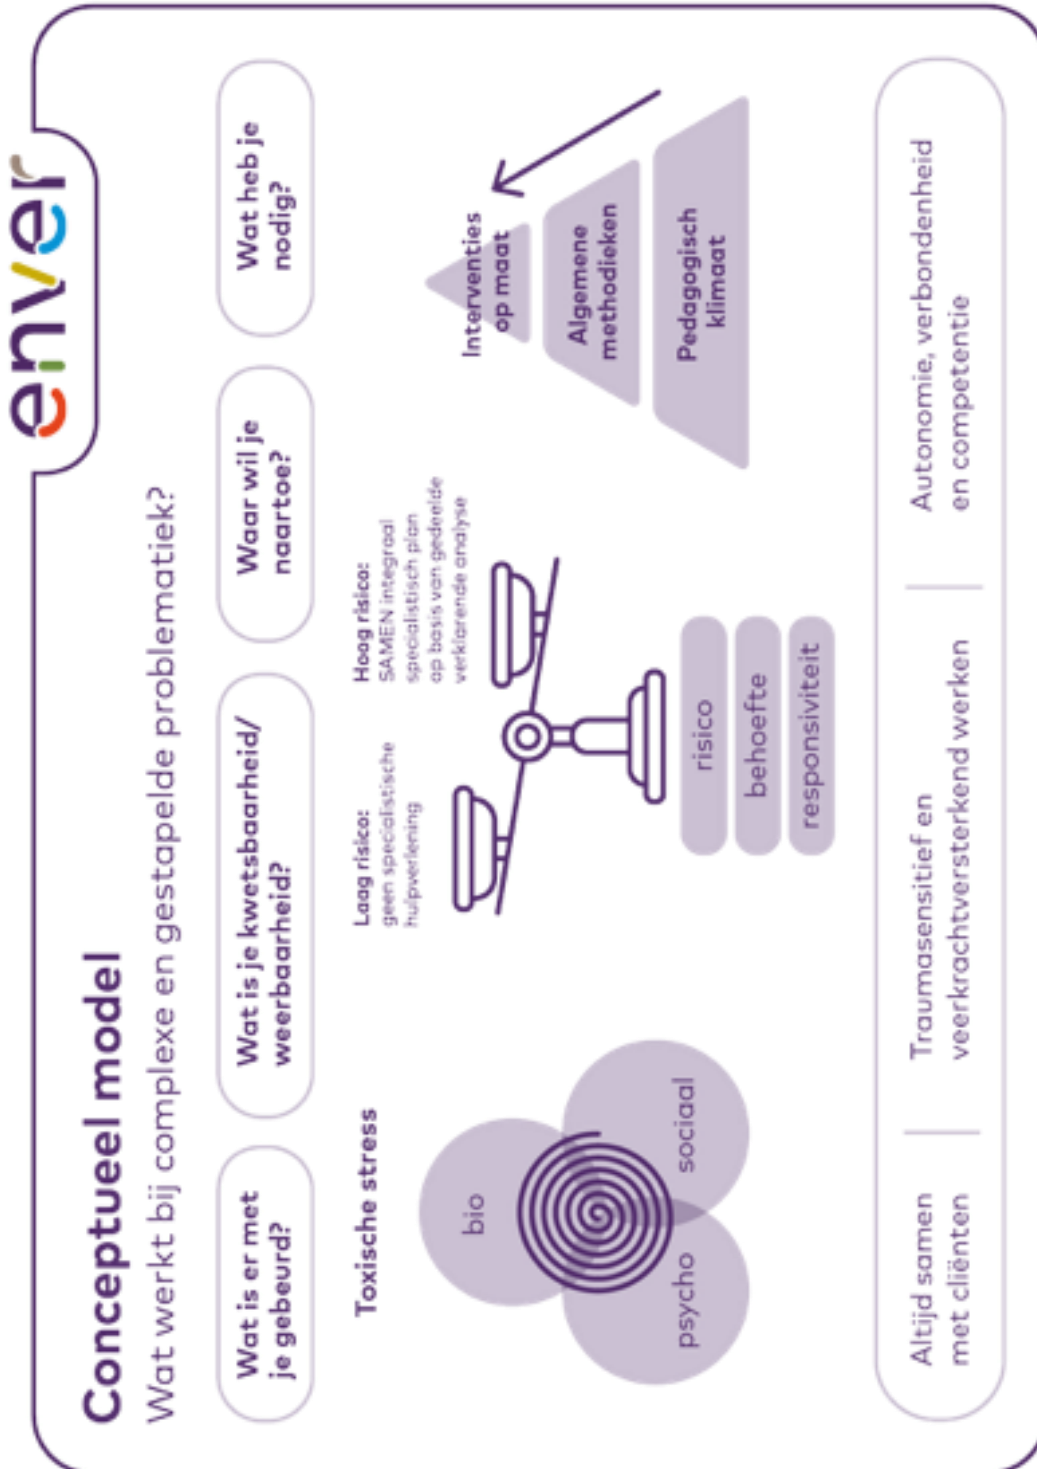 enver
Conceptueel model
Wat werkt bij complexe en gestapelde problematiek?
Wat is er met
je gebeurd?
Wat is je kwetsbaarheid/
weerbaarheid?
Waar wil je
naartoe?
Wat heb je
nodig?
Toxische stress
bio
psycho
sociaal
Laag risico:
geen specialistische
hulpverlening
Hoog risico:
SAMEN integraal
specialistisch plan
op basis van gedeelde
verklarende analyse
risico
behoefte
responsiviteit
Interventies
op maat
Algemene
methodieken
Pedagogisch
klimaat
Altijd samen
met cliënten
Traumasensitief en
veerkrachtversterkend werken
Autonomie, verbondenheid
en competentie